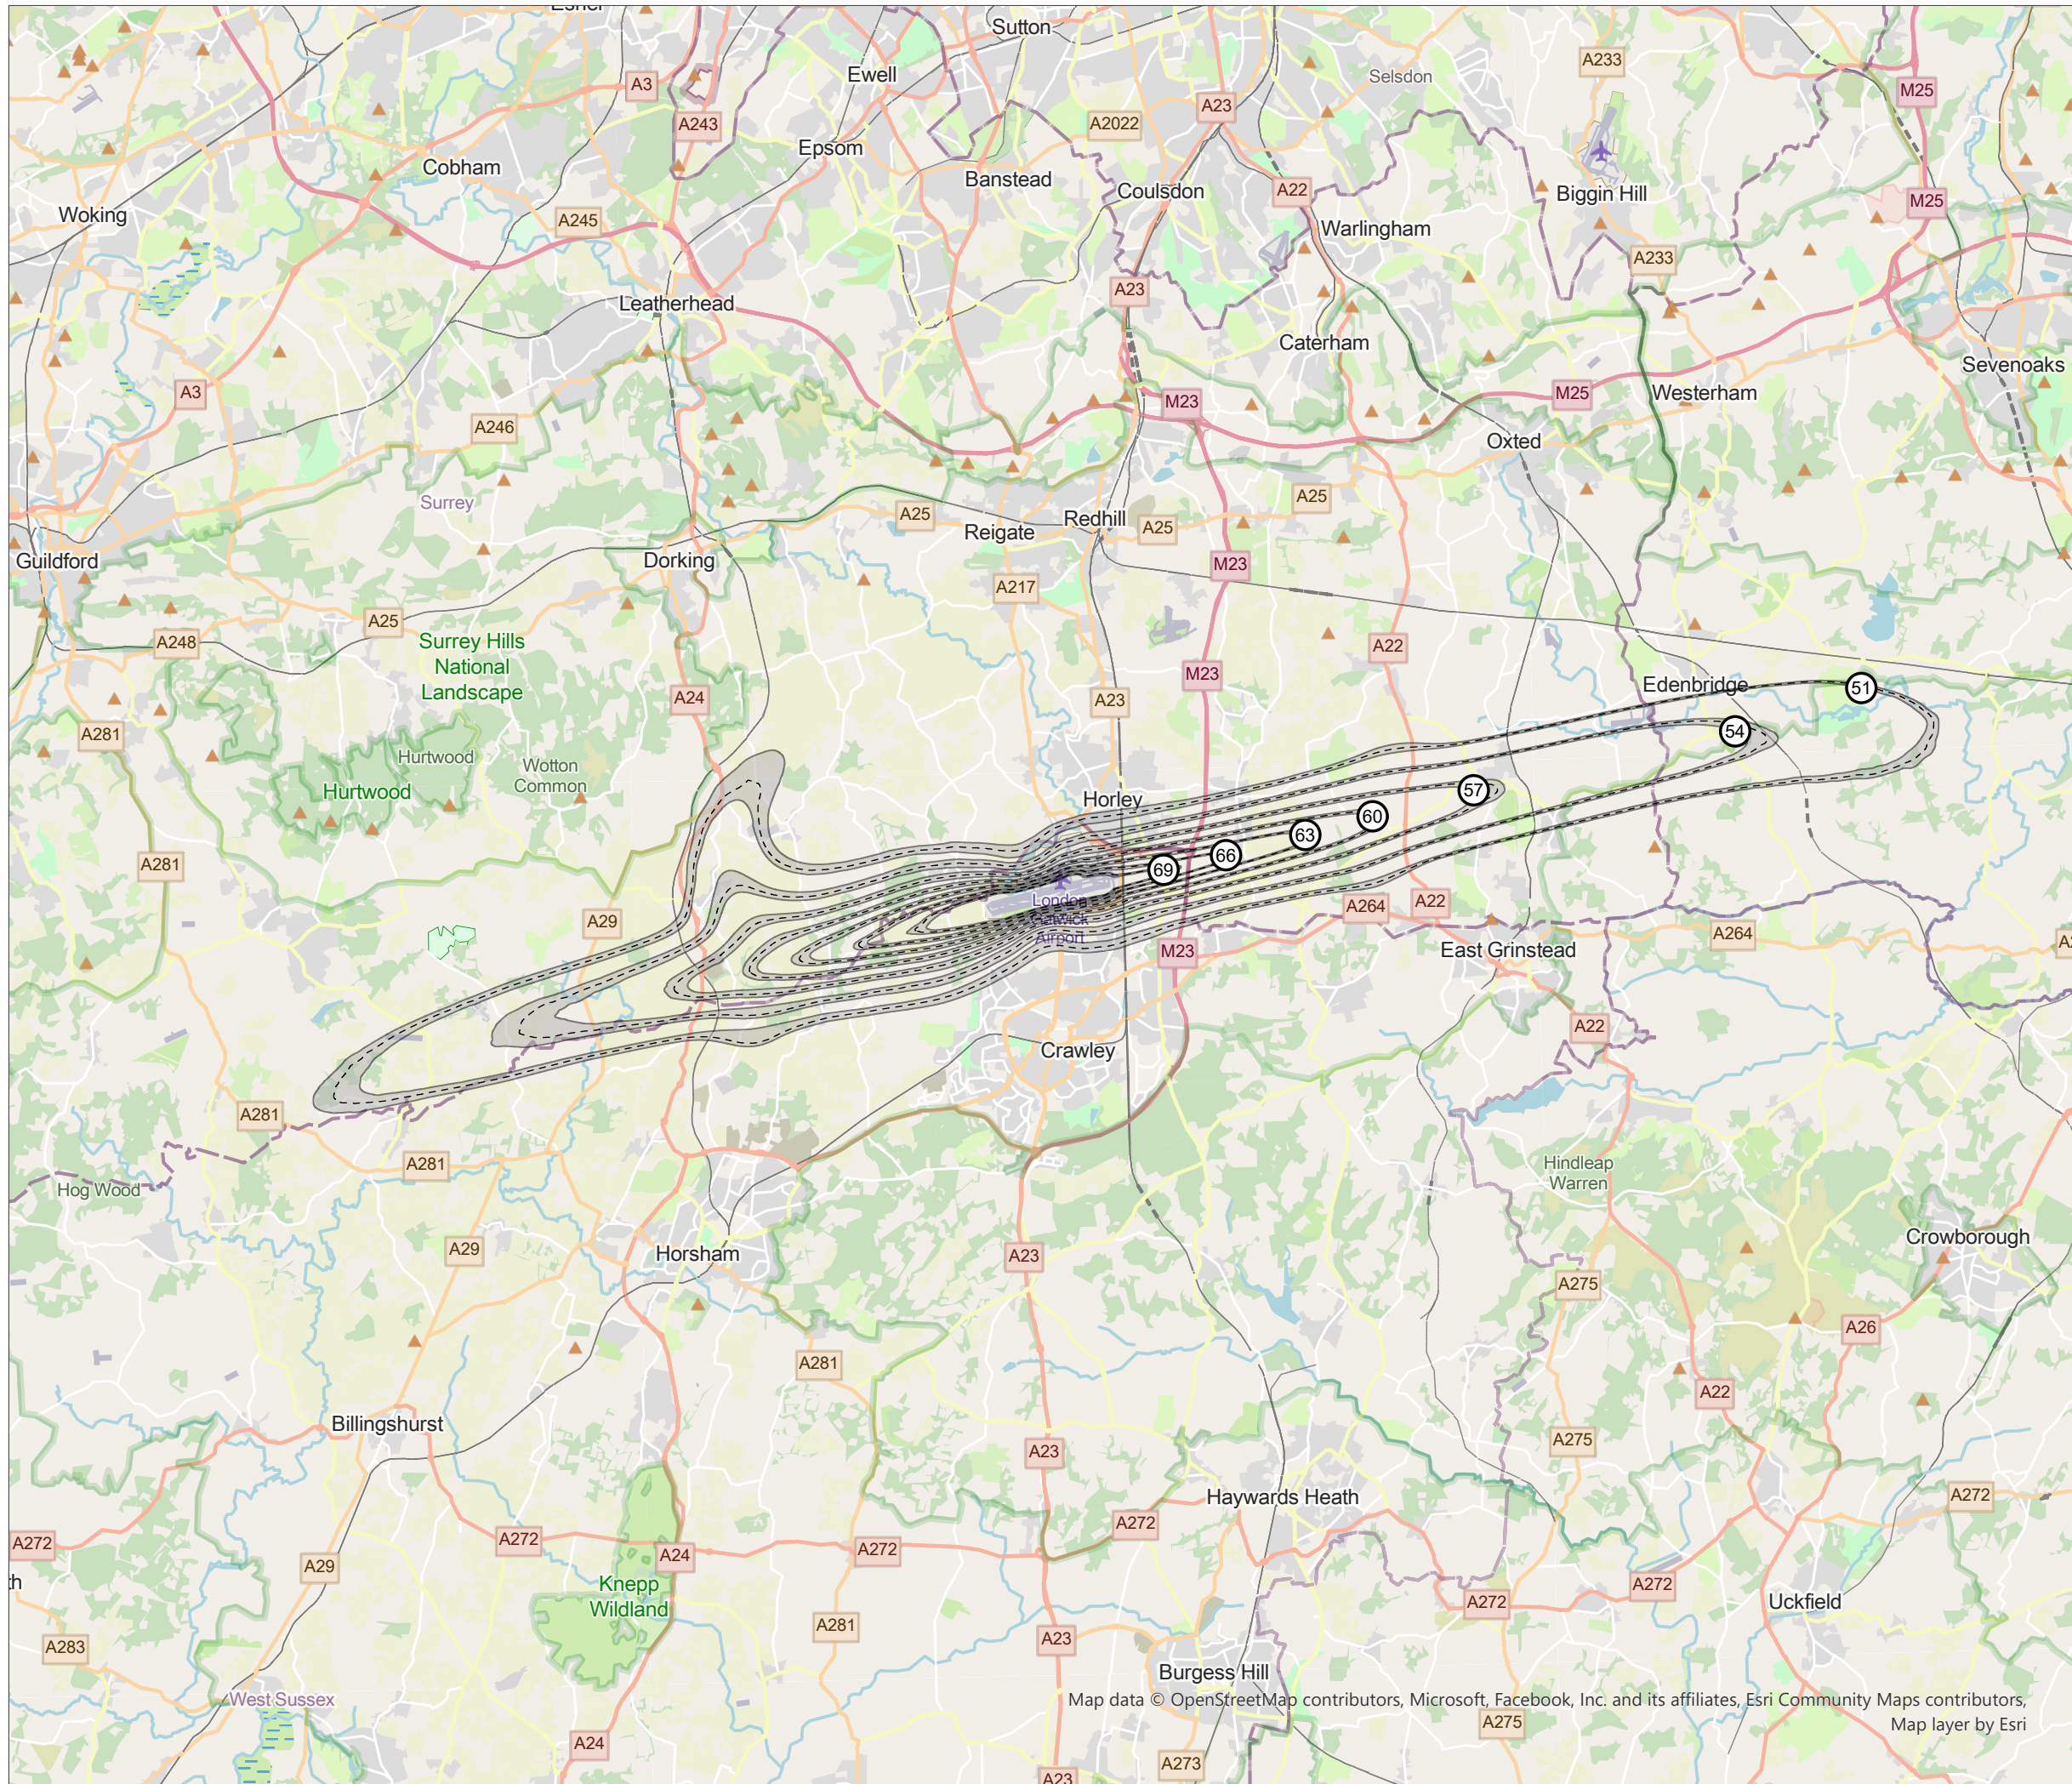 Sutton
Ewell
Selsdon
A233
A3
M25
A23
A243
A2022
Epsom
Cobham
Banstead
Coulsdon
A22
Biggin Hill
M25
Woking
A245
Warlingham
A233
A23
Leatherhead
Caterham
Sevenoaks
A3
M23
M25
Westerham
A246
Oxted
Surrey
A25
A25
Redhill
A25
Reigate
Guildford
Dorking
M23
A217
A25
A248
Surrey Hills
National
Landscape
A22
M23
Edenbridge
51
A24
A23
A281
54
Hurtwood
Wotton
Common
Hurtwood
Horley
57
60
63
66
69
A281
London
Gatwick
Airport
A29
A264
A22
A264
M23
East Grinstead
A22
Crawley
A281
A281
Hog Wood
Hindleap
Warren
A29
Horsham
A23
Crowborough
A275
A26
A281
A22
Billingshurst
A23
A275
Haywards Heath
A272
A272
A272
A272
A24
A272
A29
Knepp
Wildland
A272
A272
Uckfield
th
A281
A23
A283
Burgess Hill
West Sussex
Map data © OpenStreetMap contributors, Microsoft, Facebook, Inc. and its affiliates, Esri Community Maps contributors,
Map layer by Esri
A275
A24
A273
A23